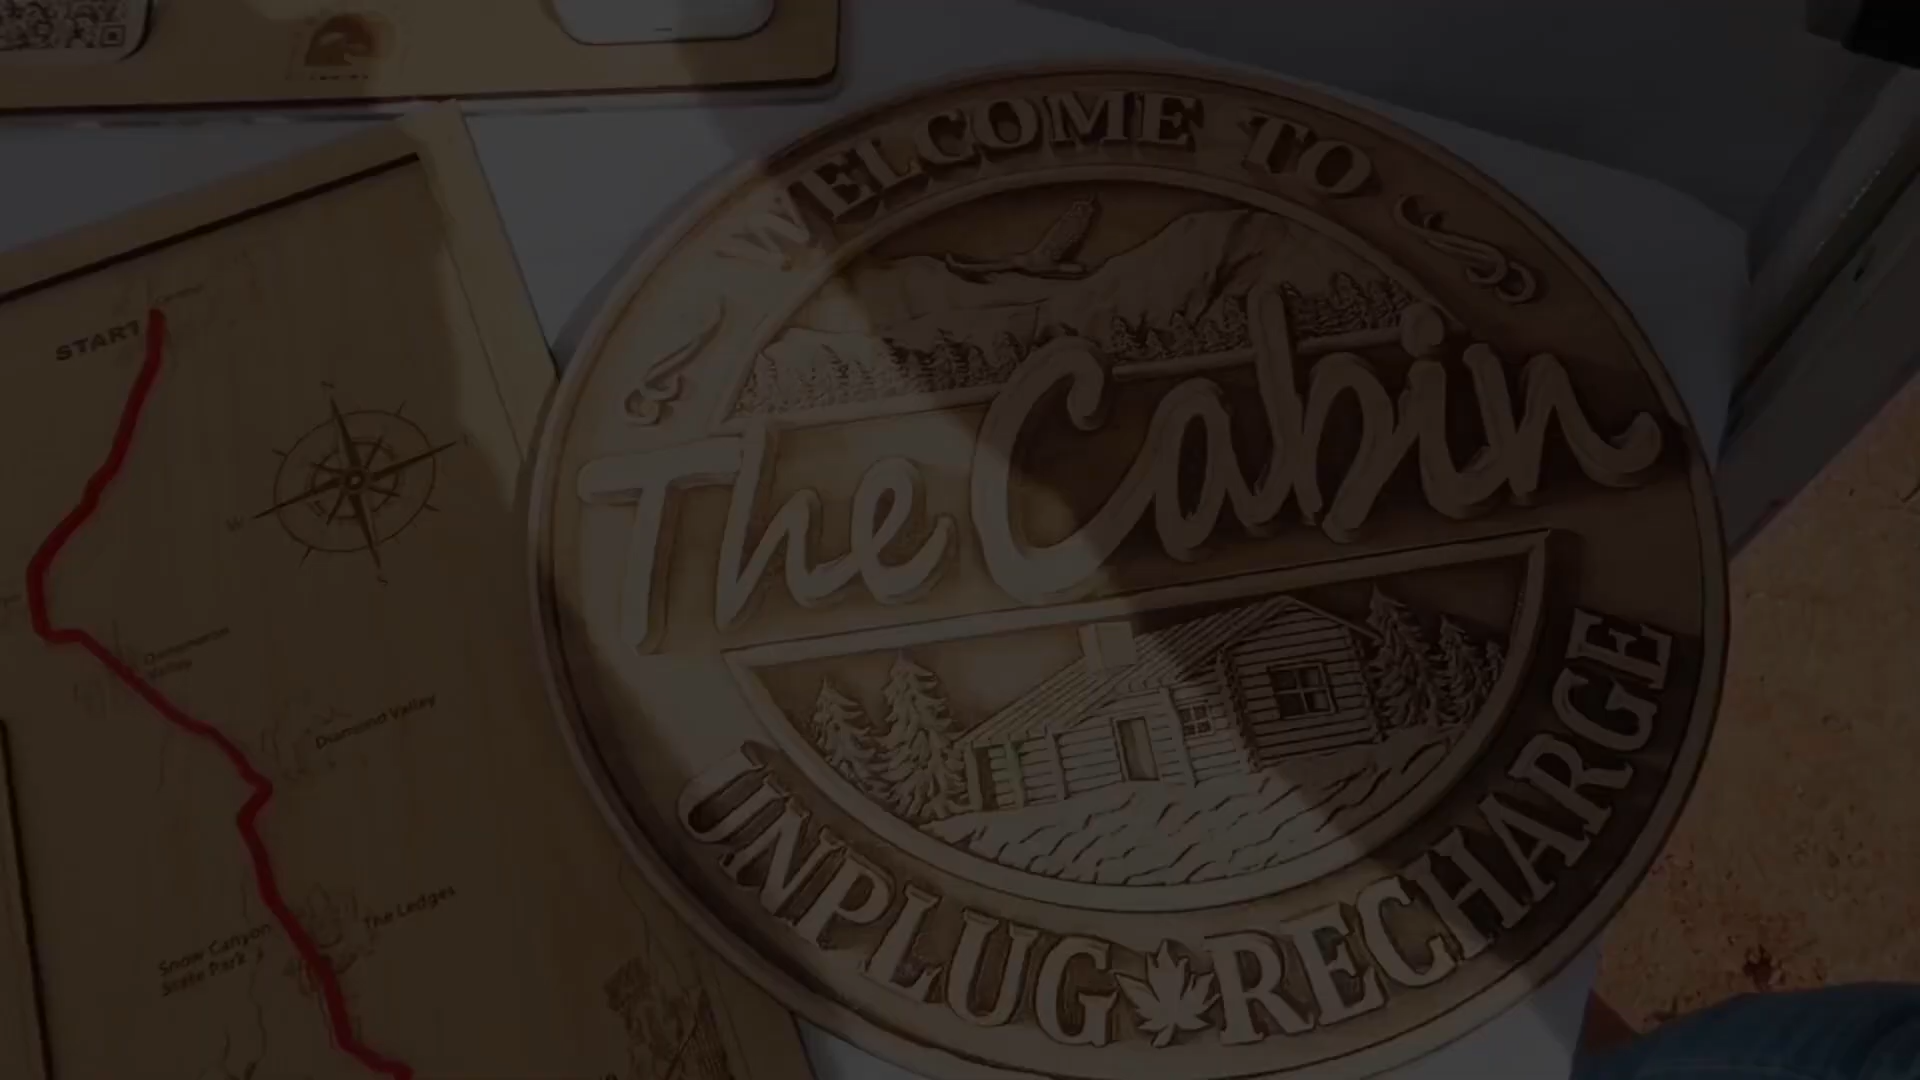 WELCOME TO
The Cabin
UNPLUG RECHARGE
START
N
W
S
Diamond Valley
The Ledges
Snow Canyon
State Park